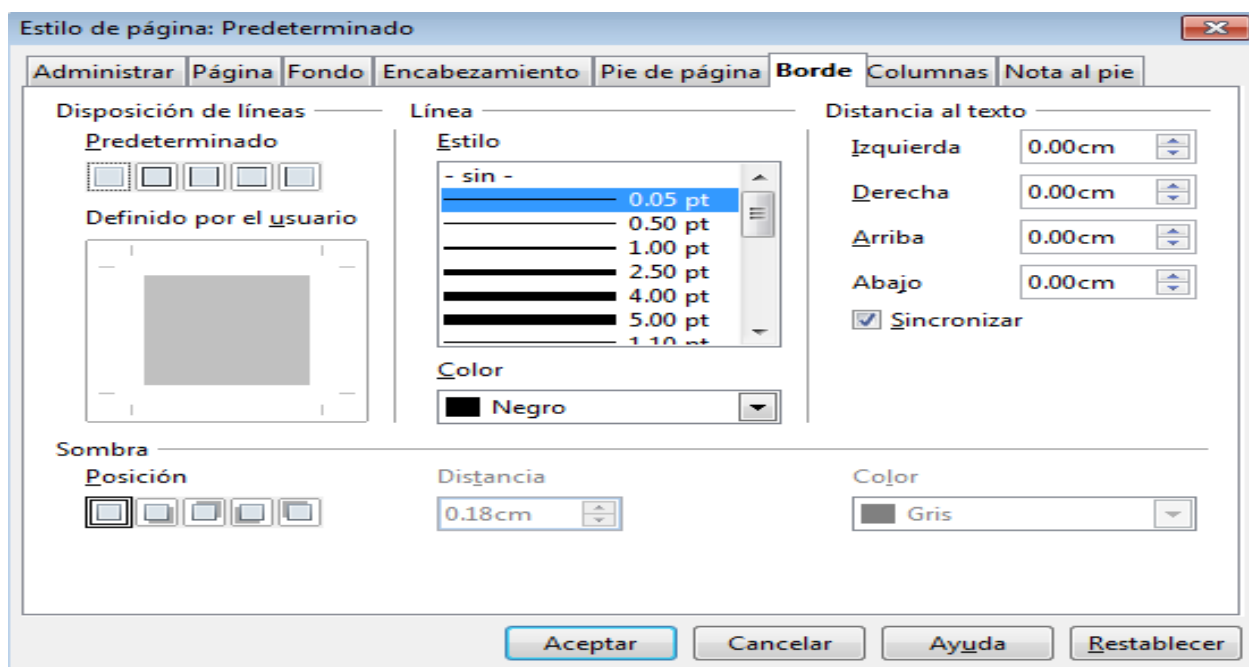 Estilo de página: Predeterminado
Administrar Página Fondo Encabezamiento Pie de página Borde Columnas Nota al pie
Disposición de líneas
Predeterminado
Definido por el usuario
Línea
Estilo
- sin -
0.05 pt
0.50 pt
1.00 pt
2.50 pt
4.00 pt
5.00 pt
1.10 pt
Color
Negro
Distancia al texto
Izquierda 0.00cm
Derecha 0.00cm
Arriba 0.00cm
Abajo 0.00cm
Sincronizar
Sombra
Posición
Distancia
0.18cm
Color
Gris
Aceptar Cancelar Ayuda Restablecer